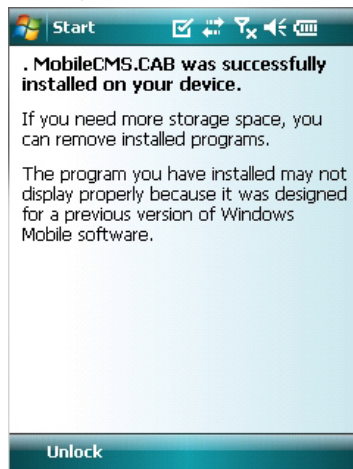 Start
. MobileCMS.CAB was successfully
installed on your device.
If you need more storage space, you
can remove installed programs.
The program you have installed may not
display properly because it was designed
for a previous version of Windows
Mobile software.
Unlock